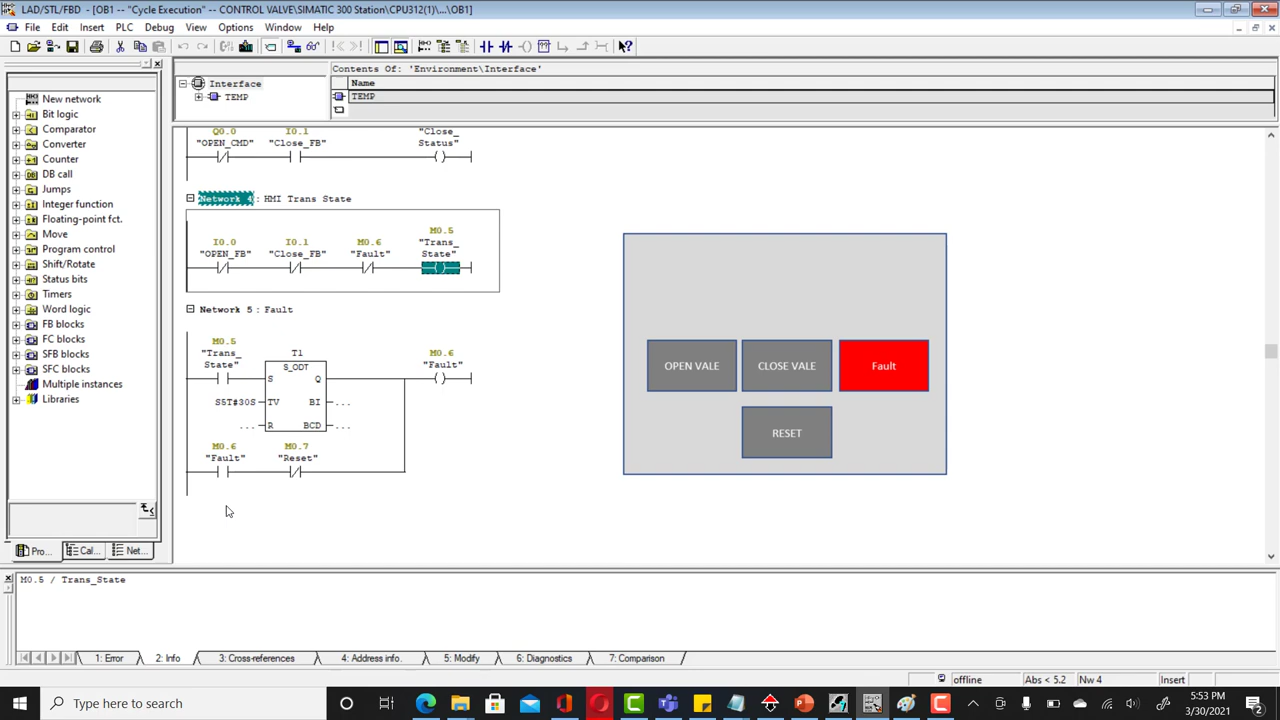 LAD/STL/FBD - [OB1 -- "Cycle Execution" -- CONTROL VALVE\SIMATIC 300 Station\CPU312(1)\...\OB1]
File Edit Insert PLC Debug View Options Window Help
Interface
TEMP
Contents Of: 'Environment\Interface'
Name
TEMP
New network
Bit logic
Comparator
Converter
Counter
DB call
Jumps
Integer function
Floating-point fct.
Move
Program control
Shift/Rotate
Status bits
Timers
Word logic
FB blocks
FC blocks
SFB blocks
SFC blocks
Multiple instances
Libraries
Pro... Cal... Net...
Q0.0 I0.1 "Close_
"OPEN_CMD" "Close_FB" Status"
Network 4 : HMI Trans State
M0.5
I0.0 I0.1 M0.6 "Trans_
"OPEN_FB" "Close_FB" "Fault" State"
Network 5 : Fault
M0.5
"Trans_ T1 M0.6
State" S_ODT "Fault"
S Q
S5T#30S TV BI ...
... R BCD ...
M0.6 M0.7
"Fault" "Reset"
OPEN VALE CLOSE VALE Fault
RESET
M0.5 / Trans_State
1: Error 2: Info 3: Cross-references 4: Address info. 5: Modify 6: Diagnostics 7: Comparison
offline Abs < 5.2 Nw 4 Insert
Type here to search
5:53 PM
3/30/2021
2